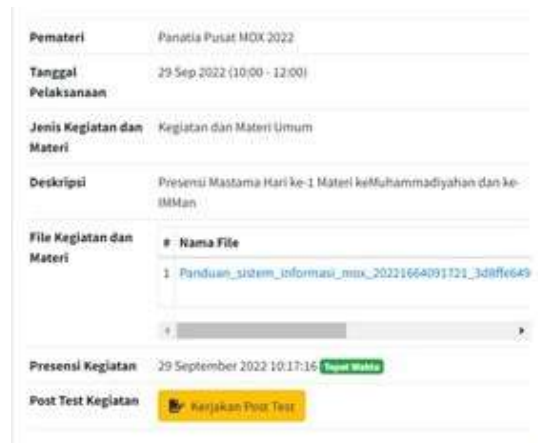 Pemateri Panatia Pusat MOX 2022
Tanggal 29 Sep 2022 (10:00 - 12:00)
Pelaksanaan
Jenis Kegiatan dan Kegiatan dan Materi Umum
Materi
Deskripsi Presensi Mastama Hari ke-1 Materi keMuhammadiyahan dan ke-
IMMan
File Kegiatan dan # Nama File
Materi
1 Panduan_sistem_informasi_mox_20221664091721_3d8ffe649
Presensi Kegiatan 29 September 2022 10:17:16 Tepat Waktu
Post Test Kegiatan Kerjakan Post Test